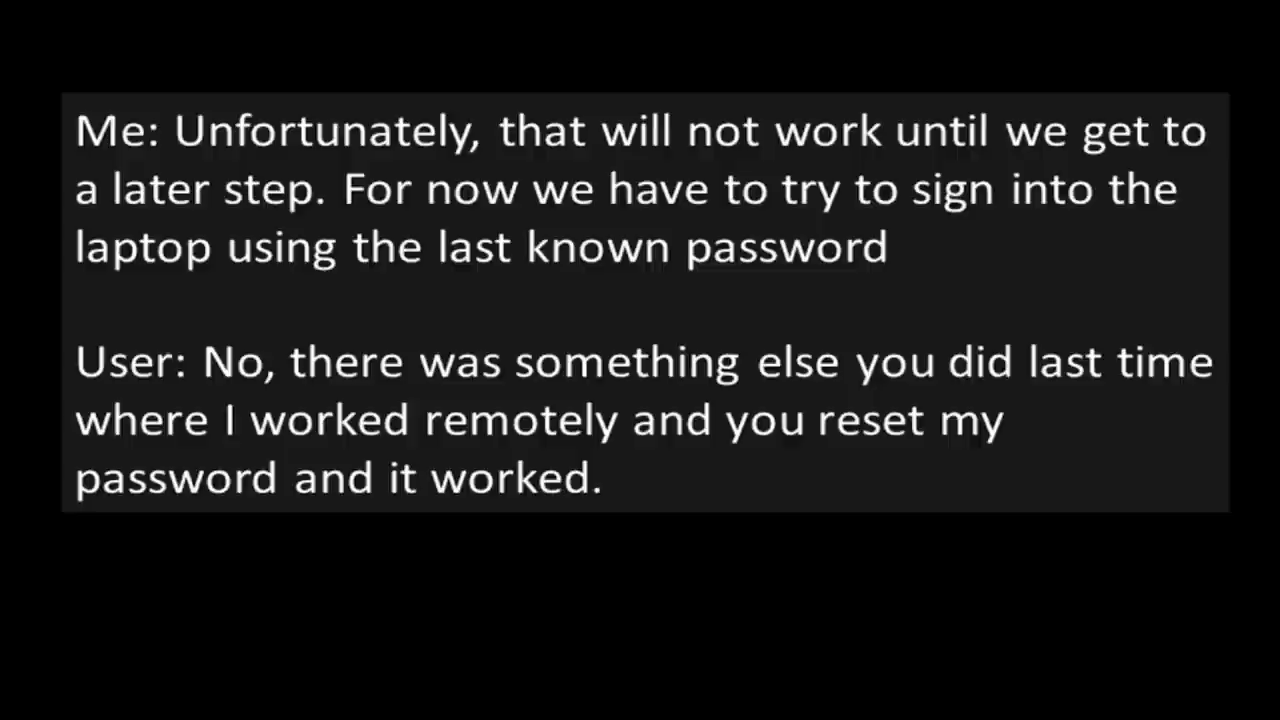 Me: Unfortunately, that will not work until we get to
a later step. For now we have to try to sign into the
laptop using the last known password
User: No, there was something else you did last time
where I worked remotely and you reset my
password and it worked.